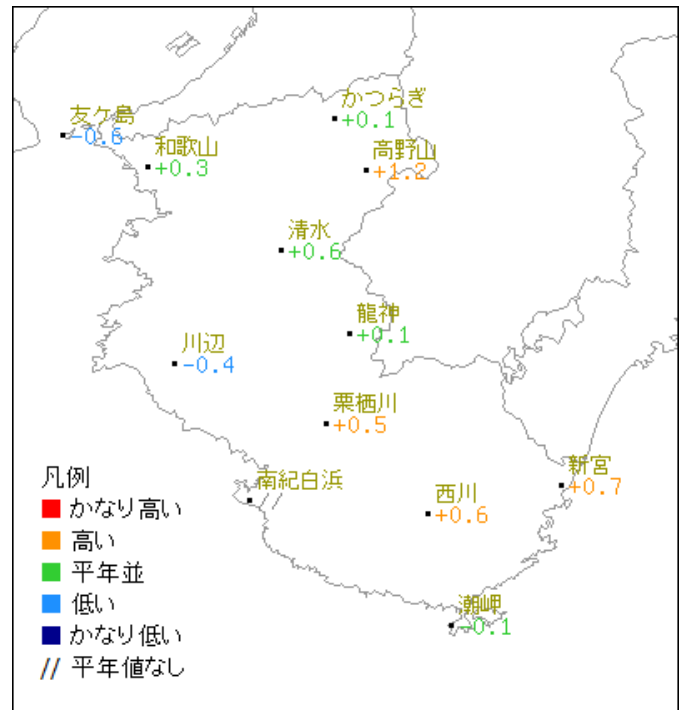 かつらぎ
+0.1
友ケ島
-0.6
和歌山
+0.3
高野山
+1.2
清水
+0.6
龍神
+0.1
川辺
-0.4
栗栖川
+0.5
南紀白浜
//
西川
+0.6
新宮
+0.7
潮岬
-0.1
凡例
かなり高い
高い
平年並
低い
かなり低い
// 平年値なし